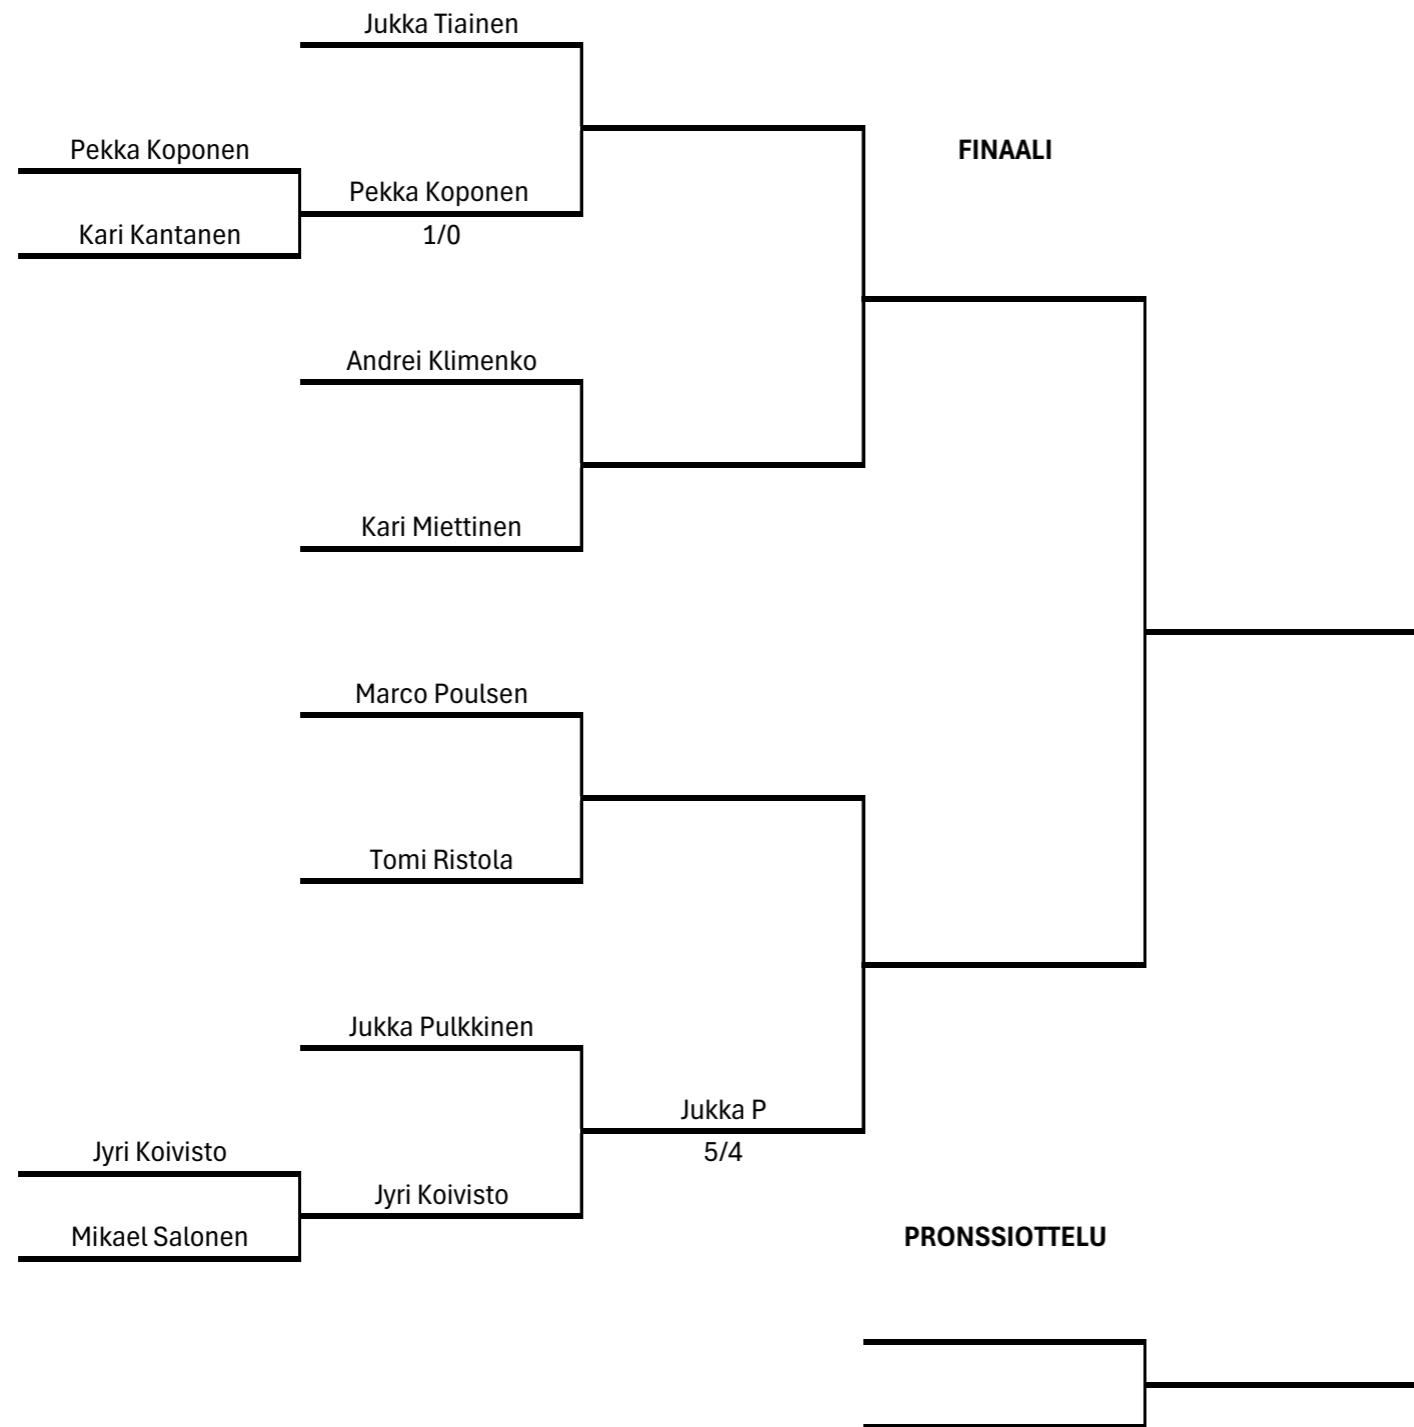 Jukka Tiainen
Pekka Koponen
FINAALI
Pekka Koponen
Kari Kantanen
1/0
Andrei Klimenko
Kari Miettinen
Marco Poulsen
Tomi Ristola
Jukka Pulkkinen
Jukka P
Jyri Koivisto
5/4
Jyri Koivisto
Mikael Salonen
PRONSSIOTTELU